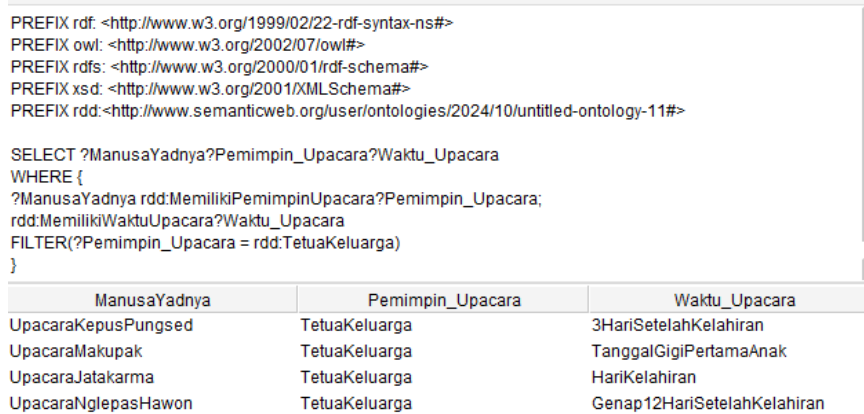 PREFIX rdf: <http://www.w3.org/1999/02/22-rdf-syntax-ns#>
PREFIX owl: <http://www.w3.org/2002/07/owl#>
PREFIX rdfs: <http://www.w3.org/2000/01/rdf-schema#>
PREFIX xsd: <http://www.w3.org/2001/XMLSchema#>
PREFIX rdd:<http://www.semanticweb.org/user/ontologies/2024/10/untitled-ontology-11#>
SELECT ?ManusaYadnya?Pemimpin_Upacara?Waktu_Upacara
WHERE {
?ManusaYadnya rdd:MemilikiPemimpinUpacara?Pemimpin_Upacara;
rdd:MemilikiWaktuUpacara?Waktu_Upacara
FILTER(?Pemimpin_Upacara = rdd:TetuaKeluarga)
}
ManusaYadnya Pemimpin_Upacara Waktu_Upacara
UpacaraKepusPungsed TetuaKeluarga 3HariSetelahKelahiran
UpacaraMakupak TetuaKeluarga TanggalGigiPertamaAnak
UpacaraJatakarma TetuaKeluarga HariKelahiran
UpacaraNglepasHawon TetuaKeluarga Genap12HariSetelahKelahiran